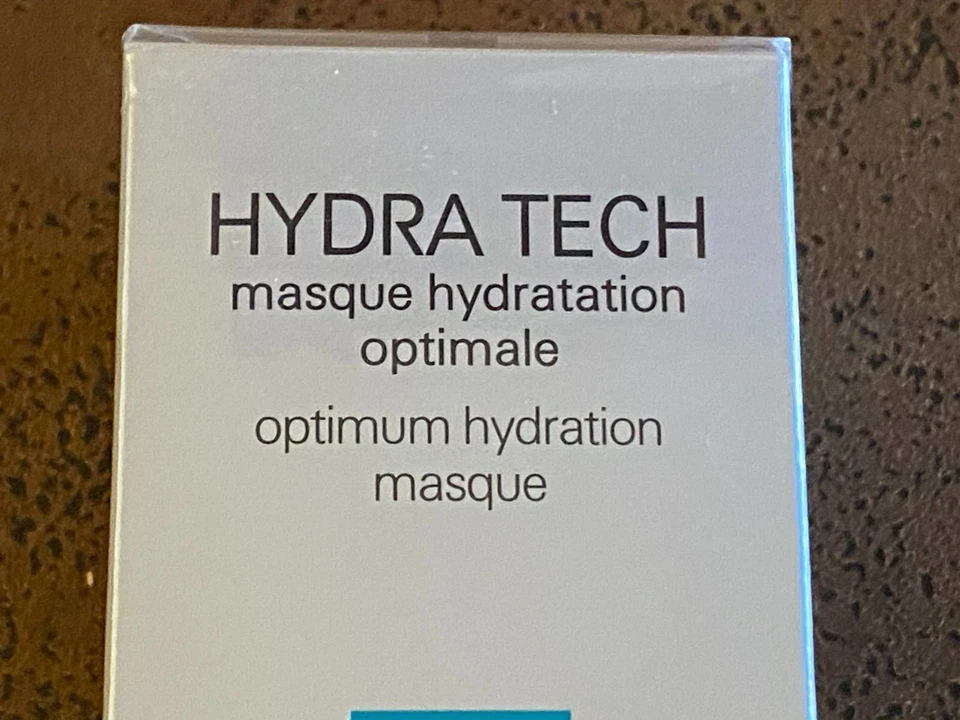 HYDRA TECH
masque hydratation
optimale
optimum hydration
masque